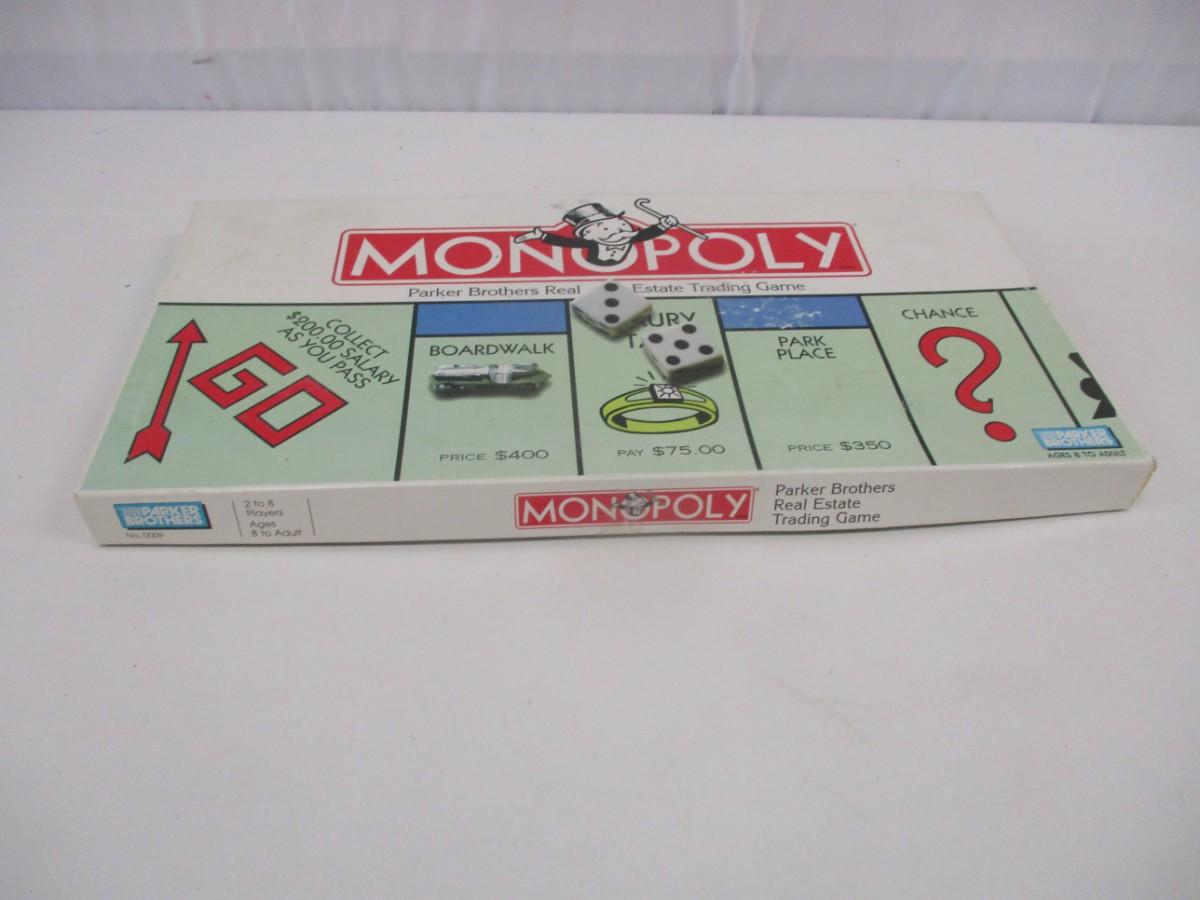 MONOPOLY
Parker Brothers Real Estate Trading Game
COLLECT
$200.00 SALARY
AS YOU PASS
GO
BOARDWALK
PRICE $400
PAY $75.00
PARK
PLACE
PRICE $350
CHANCE
?
PARKER
BROTHERS
AGES 8 TO ADULT
PARKER
BROTHERS
No. 0009
2 to 8
Players
Ages
8 to Adult
MONOPOLY
Parker Brothers
Real Estate
Trading Game